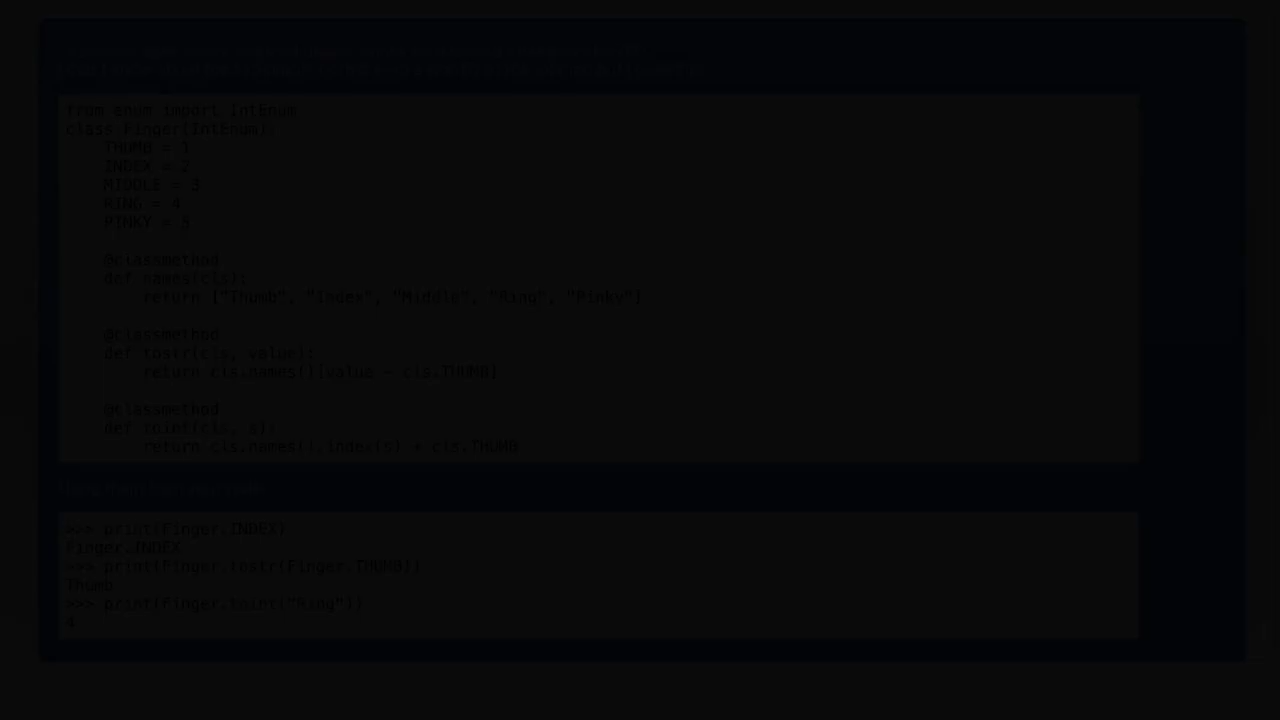 from enum import IntEnum
class Finger(IntEnum):
    THUMB = 1
    INDEX = 2
    MIDDLE = 3
    RING = 4
    PINKY = 5
    @classmethod
    def names(cls):
        return ["Thumb", "Index", "Middle", "Ring", "Pinky"]
    @classmethod
    def tostr(cls, value):
        return cls.names()[value - cls.THUMB]
    @classmethod
    def toint(cls, s):
        return cls.names().index(s) + cls.THUMB
>>> print(Finger.INDEX)
Finger.INDEX
>>> print(Finger.tostr(Finger.THUMB))
Thumb
>>> print(Finger.toint("Ring"))
4